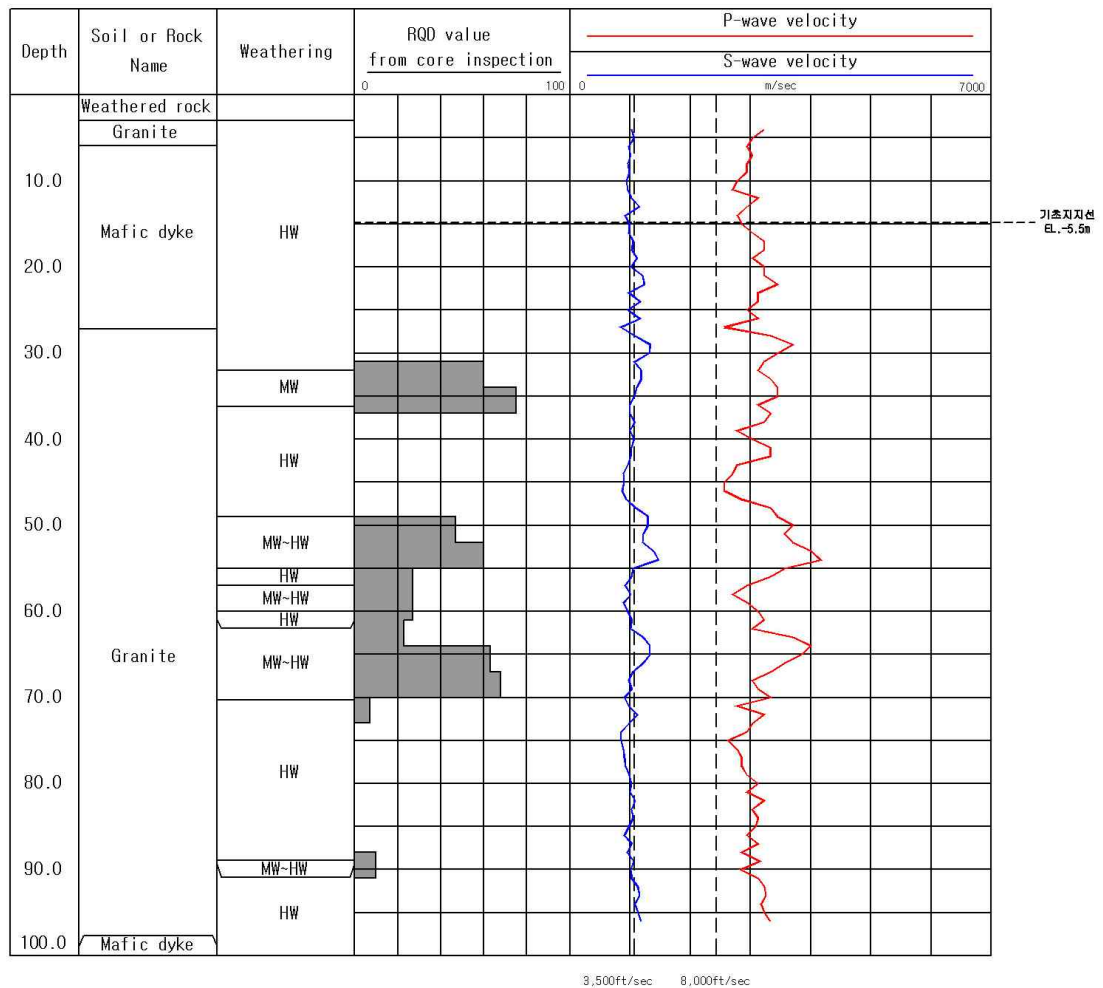 Depth
Soil or Rock
Name
Weathering
RQD value
from core inspection
0 100
P-wave velocity
S-wave velocity
0 m/sec 7000
Weathered rock
Granite
10.0
Mafic dyke
HW
기초지지선
EL.-5.5m
20.0
30.0
MW
40.0
HW
50.0
MW~HW
HW
MW~HW
60.0
HW
Granite
MW~HW
70.0
HW
80.0
90.0
MW~HW
HW
100.0
Mafic dyke
3,500ft/sec 8,000ft/sec